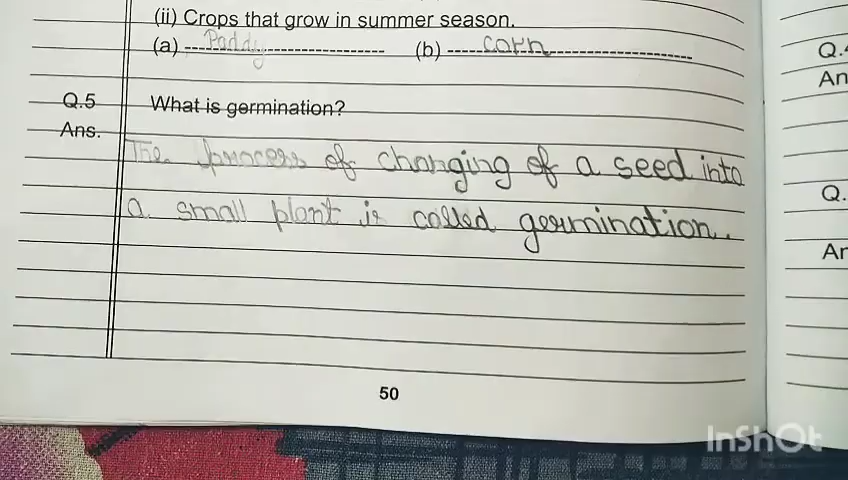 (ii) Crops that grow in summer season.
(a) Paddy (b) corn
Q.5 What is germination?
Ans.
The process of changing of a seed into
a small plant is called germination.
50
An
Q.
An
InShOt